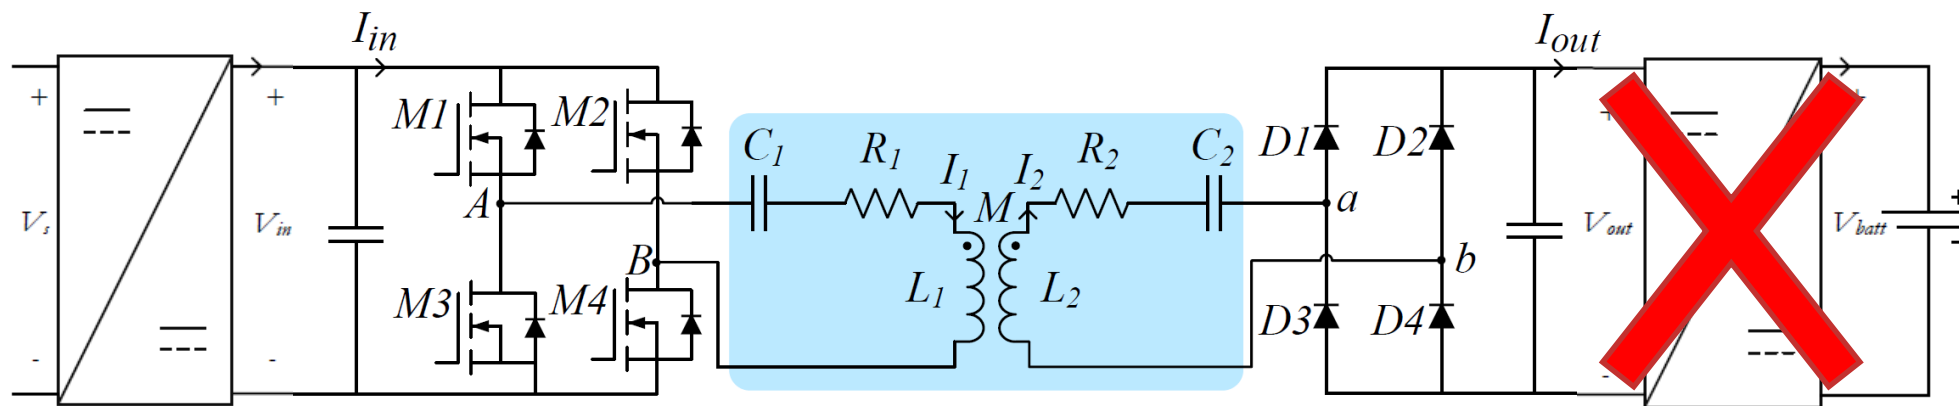 I_in
I_out
+
+
M1
M2
C_1
R_1
I_1
M
I_2
R_2
C_2
D1
D2
+
+
V_s
V_in
A
a
V_out
V_batt
B
b
L_1
L_2
M3
M4
D3
D4
-
-
-
-